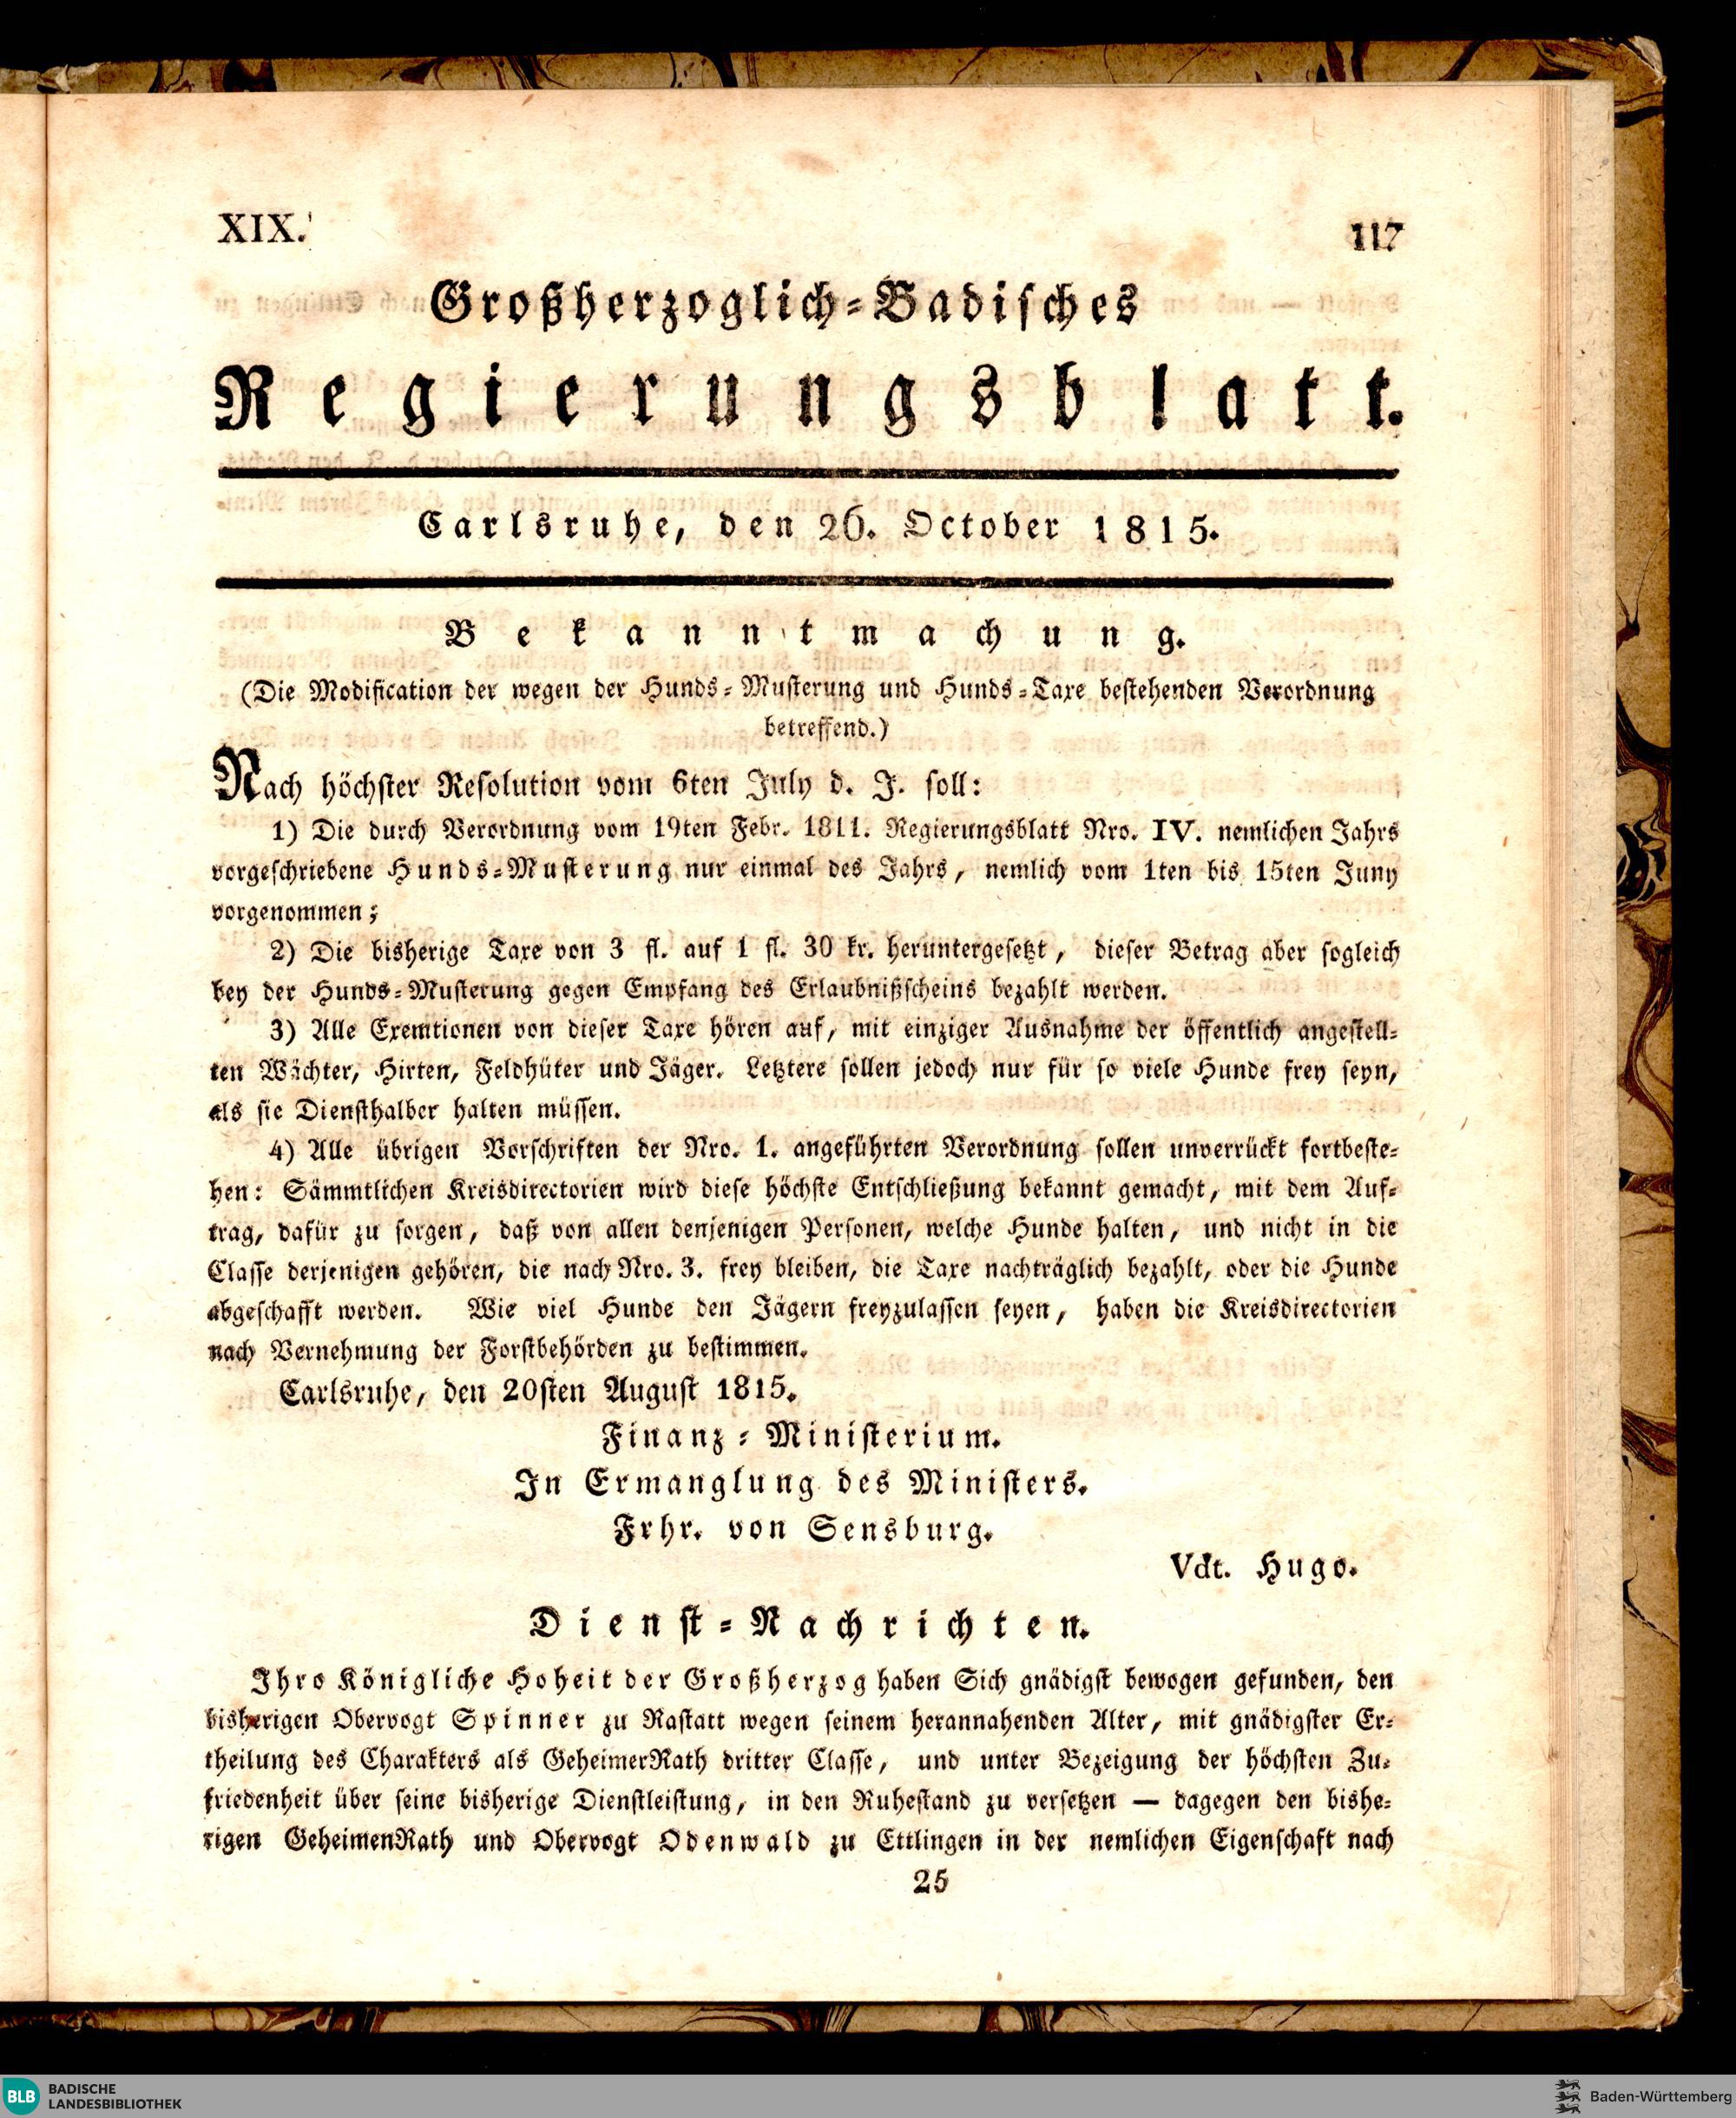 XIX.
117
Großherzoglich-Badisches
Regierungsblatt.
Carlsruhe, den 26. October 1815.
Bekanntmachung.
(Die Modification der wegen der Hunds-Musterung und Hunds-Taxe bestehenden Verordnung
betreffend.)
Nach höchster Resolution vom 6ten July d. J. soll:
1) Die durch Verordnung vom 19ten Febr. 1811. Regierungsblatt Nro. IV. nemlichen Jahrs
vorgeschriebene Hunds-Musterung nur einmal des Jahrs, nemlich vom 1ten bis 15ten Juny
vorgenommen;
2) Die bisherige Taxe von 3 fl. auf 1 fl. 30 kr. heruntergesetzt, dieser Betrag aber sogleich
bey der Hunds-Musterung gegen Empfang des Erlaubnißscheins bezahlt werden.
3) Alle Exemtionen von dieser Taxe hören auf, mit einziger Ausnahme der öffentlich angestell-
ten Wächter, Hirten, Feldhüter und Jäger. Letztere sollen jedoch nur für so viele Hunde frey seyn,
als sie Diensthalber halten müssen.
4) Alle übrigen Vorschriften der Nro. 1. angeführten Verordnung sollen unverrückt fortbeste-
hen: Sämmtlichen Kreisdirectorien wird diese höchste Entschließung bekannt gemacht, mit dem Auf-
trag, dafür zu sorgen, daß von allen denjenigen Personen, welche Hunde halten, und nicht in die
Classe derjenigen gehören, die nach Nro. 3. frey bleiben, die Taxe nachträglich bezahlt, oder die Hunde
abgeschafft werden. Wie viel Hunde den Jägern freyzulassen seyen, haben die Kreisdirectorien
nach Vernehmung der Forstbehörden zu bestimmen.
Carlsruhe, den 20sten August 1815.
Finanz-Ministerium.
In Ermanglung des Ministers.
Frhr. von Sensburg.
Vdt. Hugo.
Dienst-Nachrichten.
Ihro Königliche Hoheit der Großherzog haben Sich gnädigst bewogen gefunden, den
bisherigen Obervogt Spinner zu Rastatt wegen seinem herannahenden Alter, mit gnädigster Er-
theilung des Charakters als GeheimerRath dritter Classe, und unter Bezeigung der höchsten Zu-
friedenheit über seine bisherige Dienstleistung, in den Ruhestand zu versetzen — dagegen den bishe-
rigen GeheimenRath und Obervogt Odenwald zu Ettlingen in der nemlichen Eigenschaft nach
25
BLB BADISCHE
LANDESBIBLIOTHEK
Baden-Württemberg